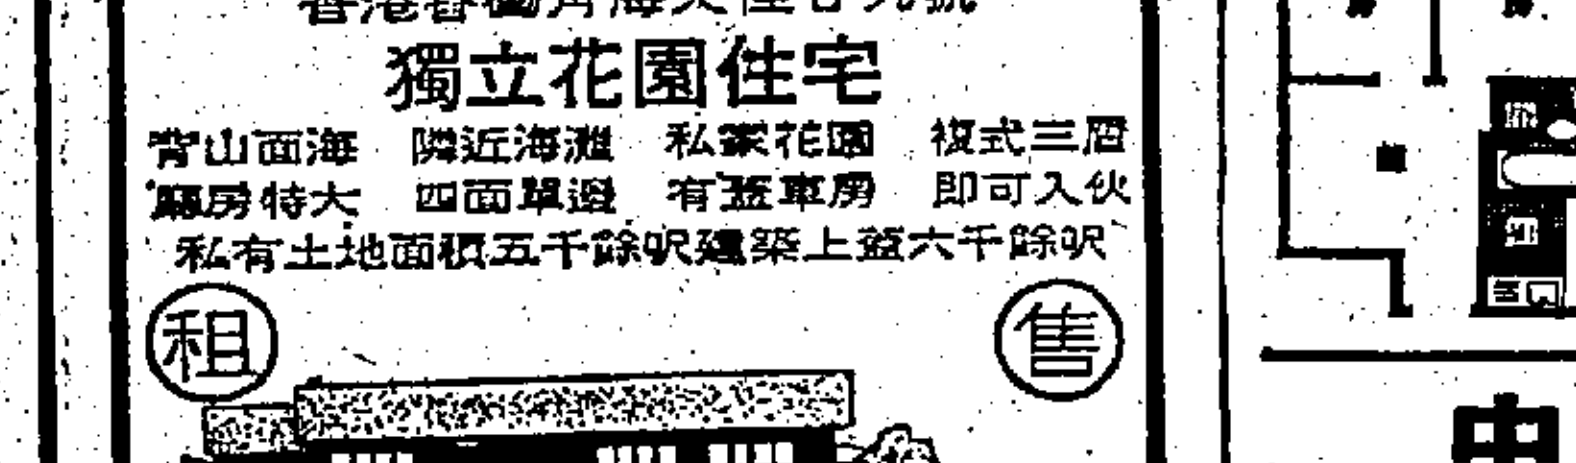 獨立花園住宅
背山面海 隣近海灘 私家花園 複式三層
廳房特大 四面單邊 有蓋車房 即可入伙
私有土地面積五千餘呎建築上蓋六千餘呎
租 售